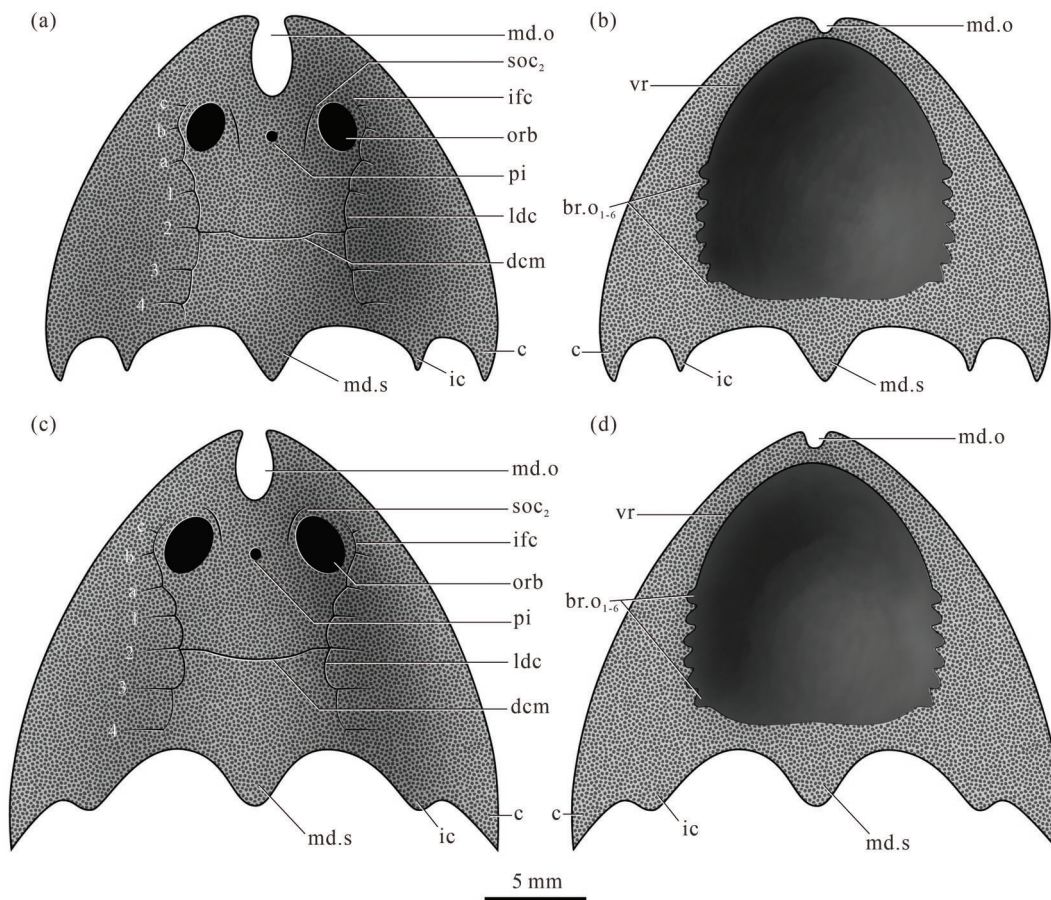 (a)
md.o
soc₂
ifc
orb
pi
ldc
dcm
c
ic
md.s
c
b
a
1
2
3
4
(b)
md.o
vr
br.o₁₋₆
c
ic
md.s
(c)
md.o
soc₂
ifc
orb
pi
ldc
dcm
c
ic
md.s
c
b
a
1
2
3
4
(d)
md.o
vr
br.o₁₋₆
c
ic
md.s
5 mm